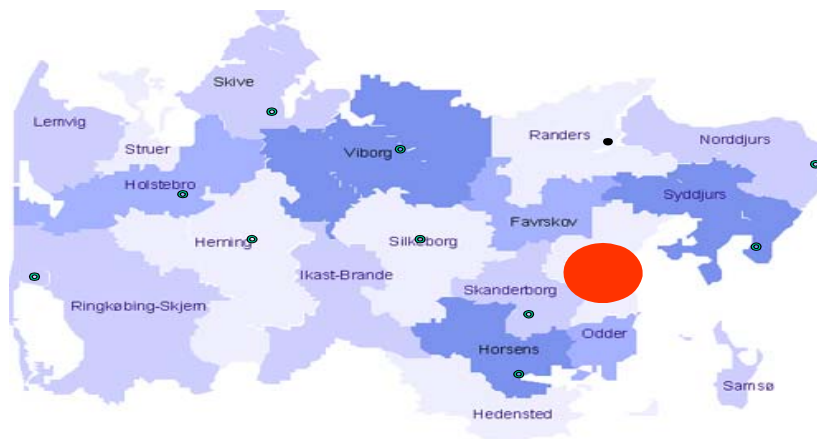 Skive
Lemvig
Randers
Norddjurs
Struer
Viborg
Holstebro
Syddjurs
Favrskov
Herning
Silkeborg
Ikast-Brande
Skanderborg
Ringkøbing-Skjern
Odder
Horsens
Samsø
Hedensted